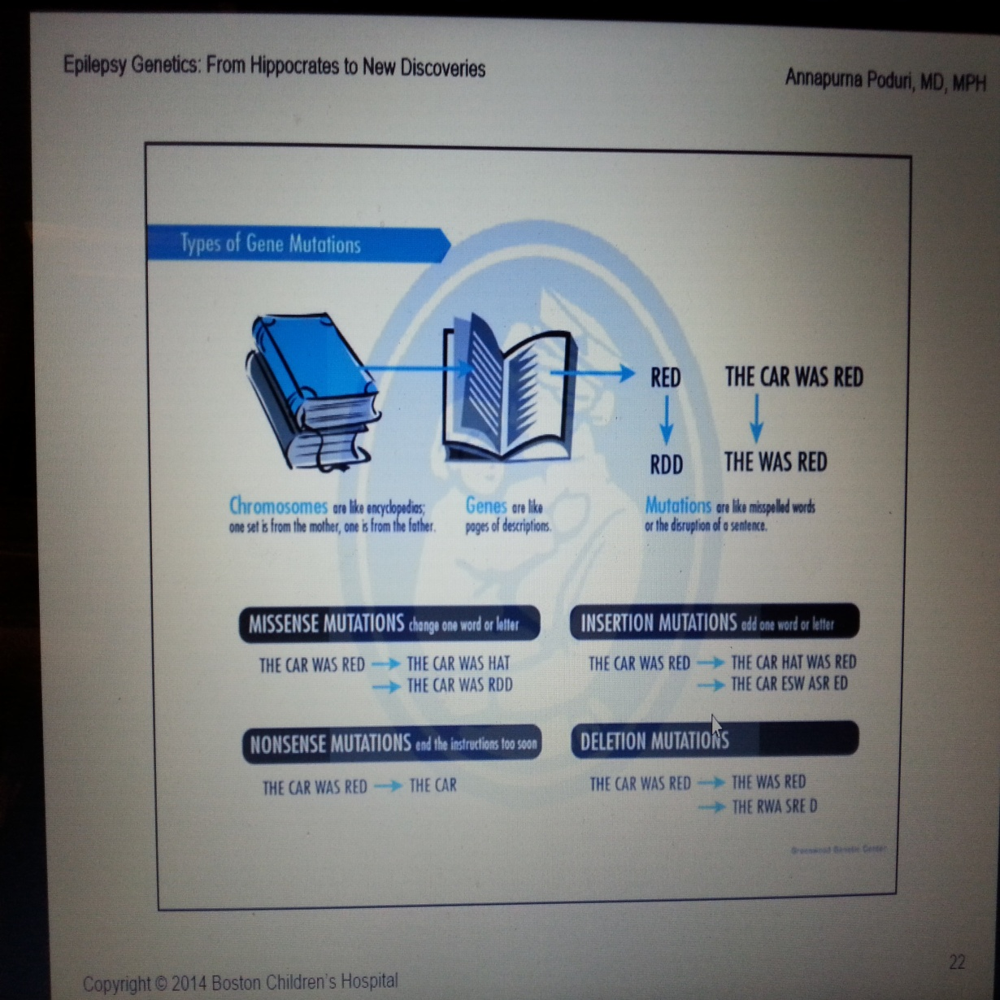 Epilepsy Genetics: From Hippocrates to New Discoveries
Annapurna Poduri, MD, MPH
Types of Gene Mutations
RED
THE CAR WAS RED
RDD
THE WAS RED
Chromosomes are like encyclopedias;
one set is from the mother, one is from the father.
Genes are like
pages of descriptions.
Mutations are like misspelled words
or the disruption of a sentence.
MISSENSE MUTATIONS change one word or letter
THE CAR WAS RED THE CAR WAS HAT
THE CAR WAS RDD
INSERTION MUTATIONS add one word or letter
THE CAR WAS RED THE CAR HAT WAS RED
THE CAR ESW ASR ED
NONSENSE MUTATIONS end the instructions too soon
THE CAR WAS RED THE CAR
DELETION MUTATIONS
THE CAR WAS RED THE WAS RED
THE RWA SRE D
Greenwood Genetic Center
22
Copyright © 2014 Boston Children's Hospital